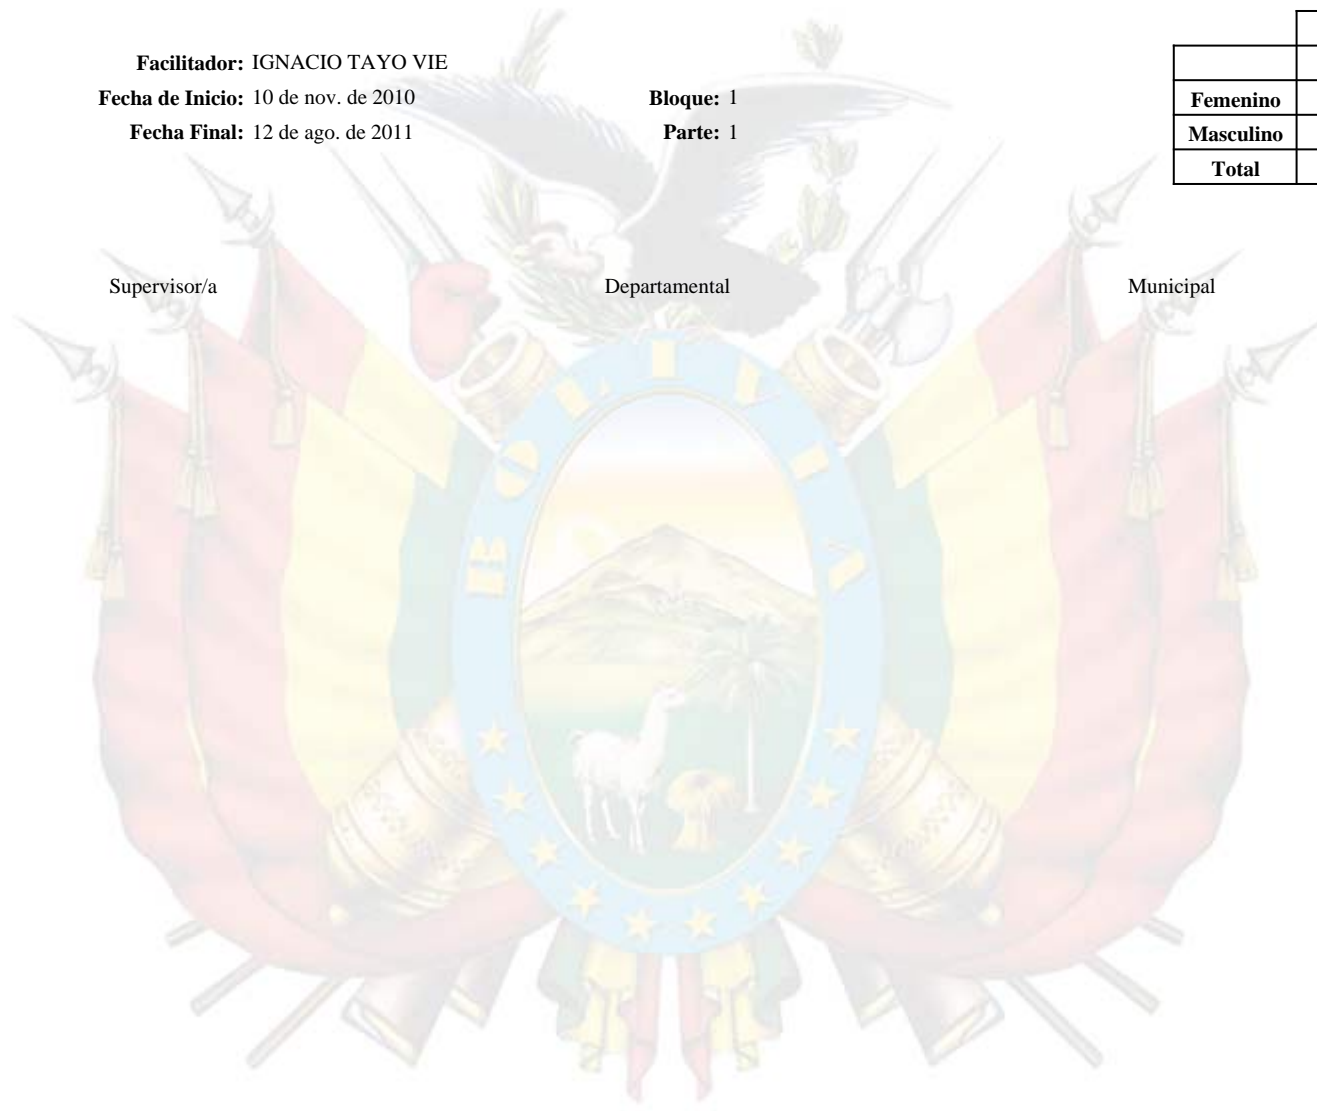 Facilitador: IGNACIO TAYO VIE
Fecha de Inicio: 10 de nov. de 2010 Bloque: 1
Fecha Final: 12 de ago. de 2011 Parte: 1
Femenino
Masculino
Total
Supervisor/a Departamental Municipal
BOLIVIA